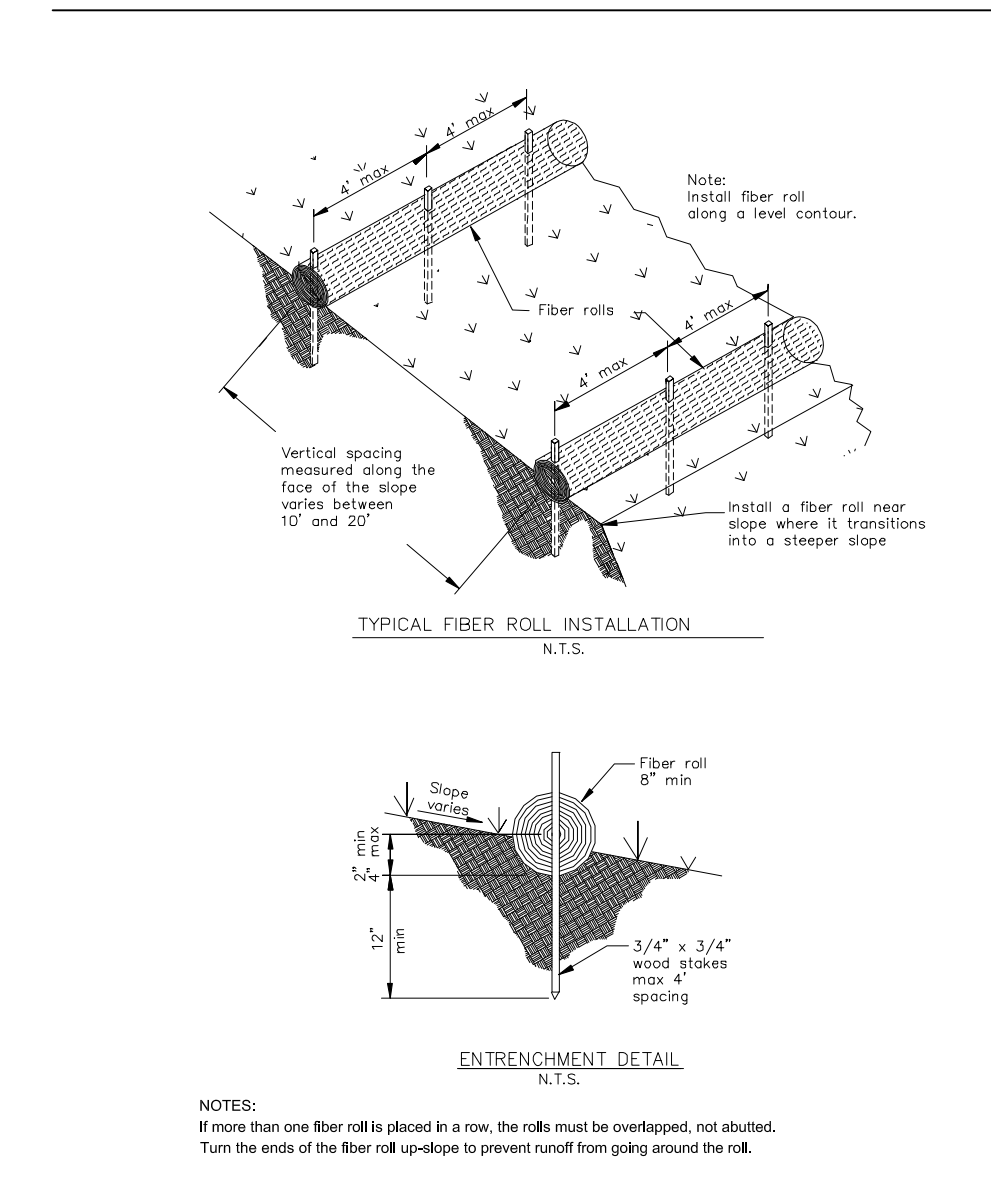 4' max
4' max
Note:
Install fiber roll
along a level contour.
Fiber rolls
4' max
4' max
Vertical spacing
measured along the
face of the slope
varies between
10' and 20'
Install a fiber roll near
slope where it transitions
into a steeper slope
TYPICAL FIBER ROLL INSTALLATION
N.T.S.
Fiber roll
8" min
Slope
varies
2" min
4" max
12"
min
3/4" x 3/4"
wood stakes
max 4'
spacing
ENTRENCHMENT DETAIL
N.T.S.
NOTES:
If more than one fiber roll is placed in a row, the rolls must be overlapped, not abutted.
Turn the ends of the fiber roll up-slope to prevent runoff from going around the roll.